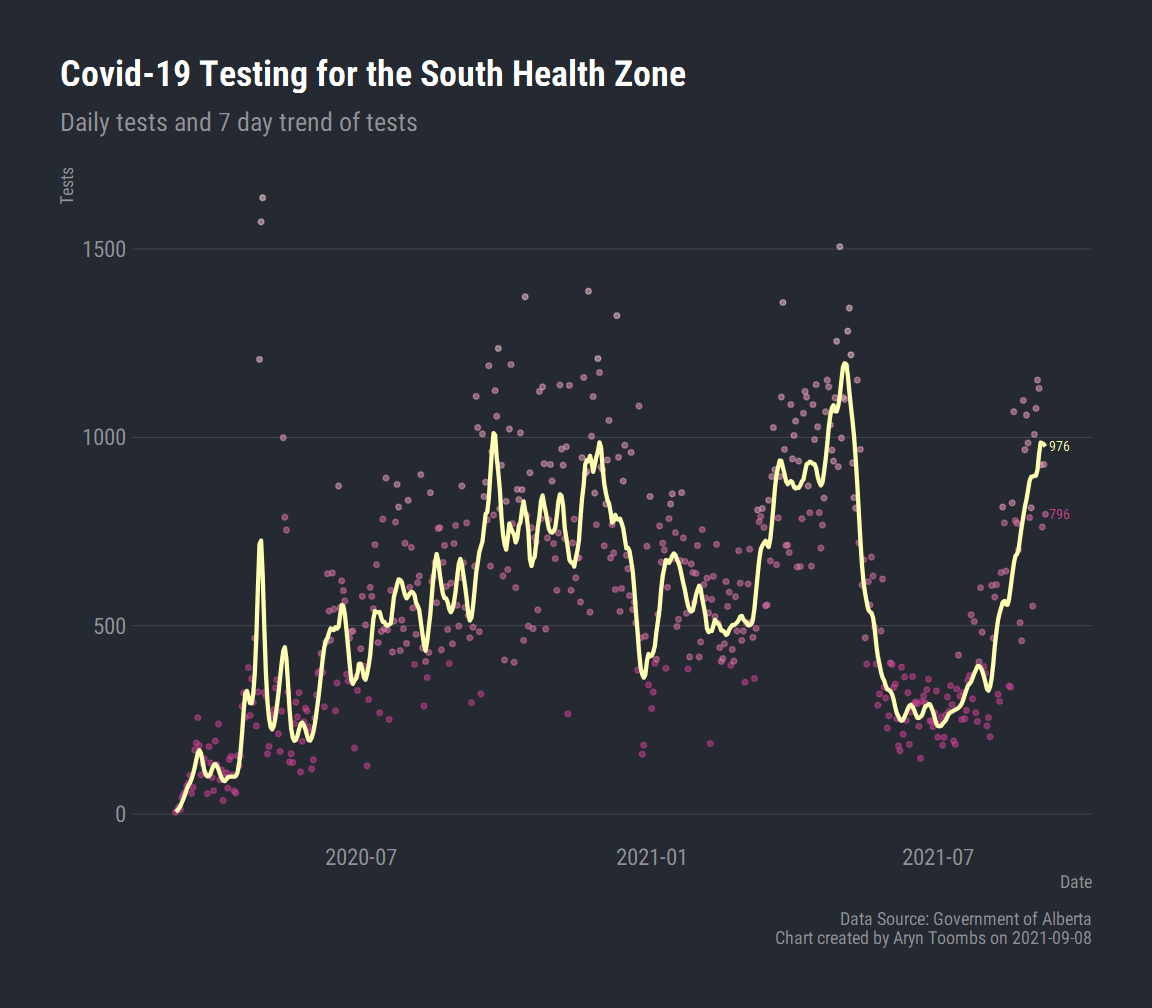 Covid-19 Testing for the South Health Zone
Daily tests and 7 day trend of tests
Tests
1500
1000
976
796
500
0
2020-07
2021-01
2021-07
Date
Data Source: Government of Alberta
Chart created by Aryn Toombs on 2021-09-08